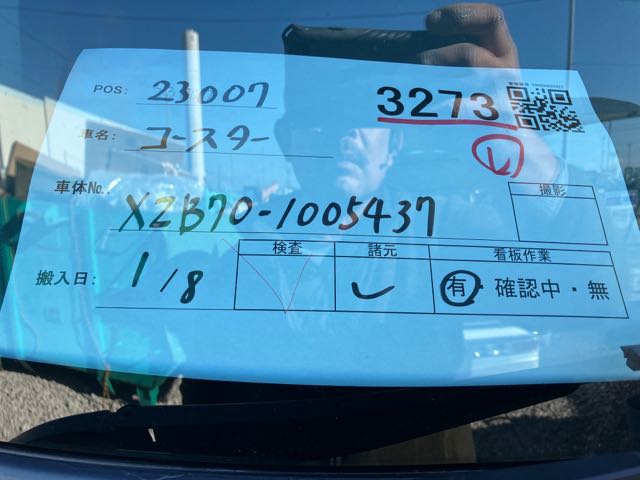 POS: 23007
3273
車名: コースター
レ
車体No. XZB70-1005437
撮影
検査 諸元 看板作業
搬入日: 1/8 有・確認中・無